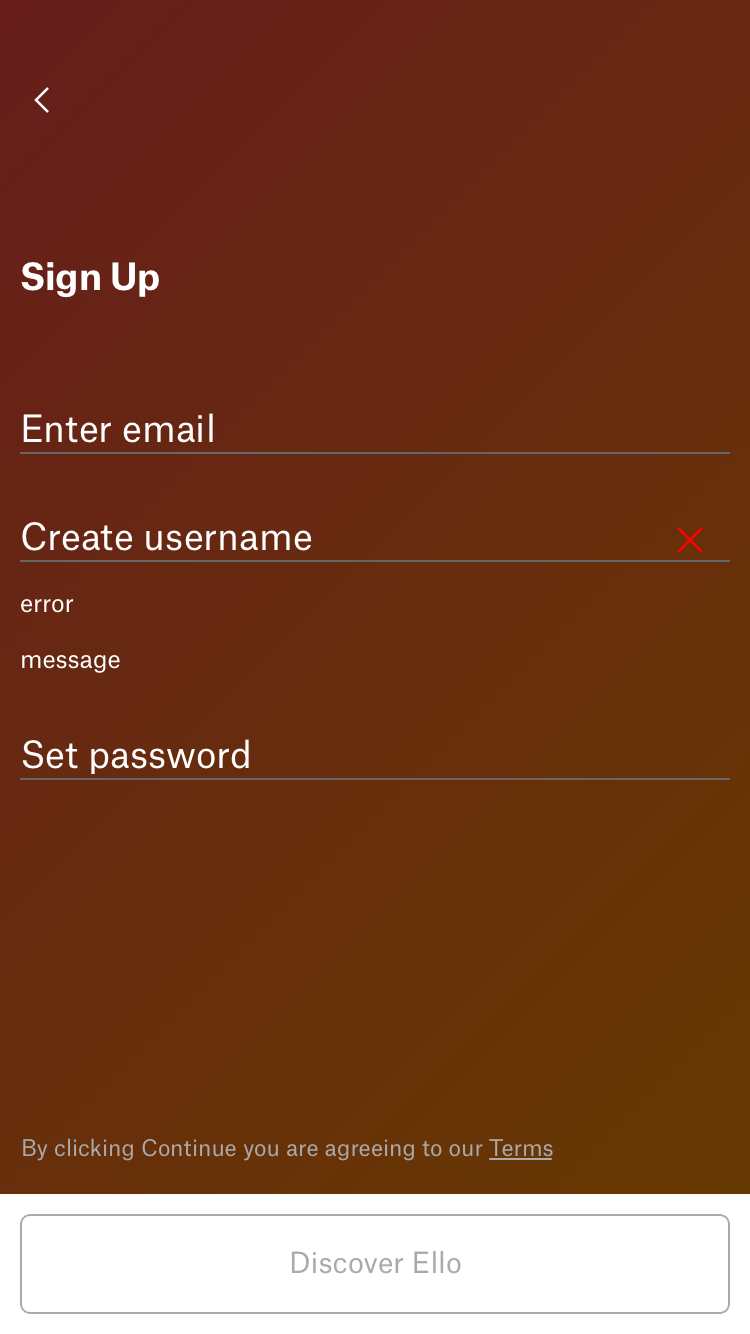 Sign Up
Enter email
Create username
error
message
Set password
By clicking Continue you are agreeing to our Terms
Discover Ello